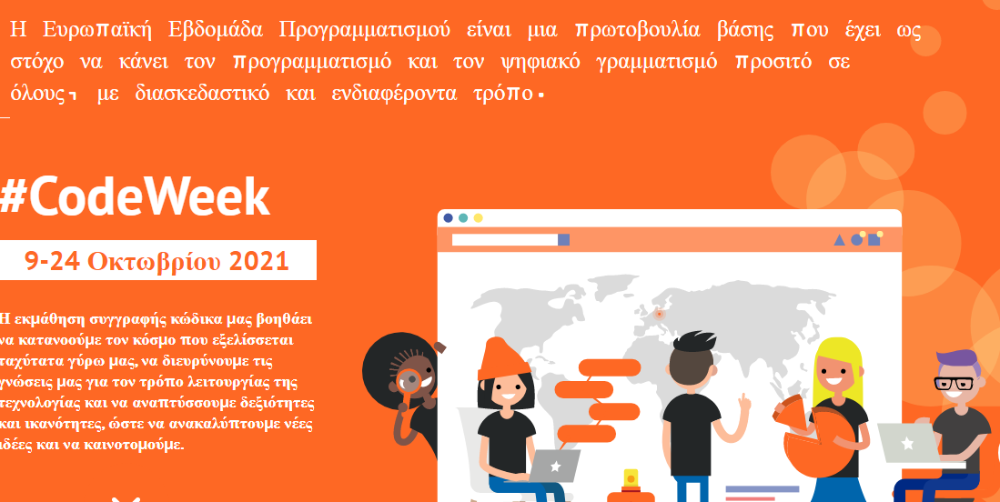 Η Ευρωπαϊκή Εβδομάδα Προγραμματισμού είναι μια πρωτοβουλία βάσης που έχει ως
στόχο να κάνει τον προγραμματισμό και τον ψηφιακό γραμματισμό προσιτό σε
όλους, με διασκεδαστικό και ενδιαφέροντα τρόπο.
#CodeWeek
9-24 Οκτωβρίου 2021
Η εκμάθηση συγγραφής κώδικα μας βοηθάει
να κατανοούμε τον κόσμο που εξελίσσεται
ταχύτατα γύρω μας, να διευρύνουμε τις
γνώσεις μας για τον τρόπο λειτουργίας της
τεχνολογίας και να αναπτύσσουμε δεξιότητες
και ικανότητες, ώστε να ανακαλύπτουμε νέες
ιδέες και να καινοτομούμε.